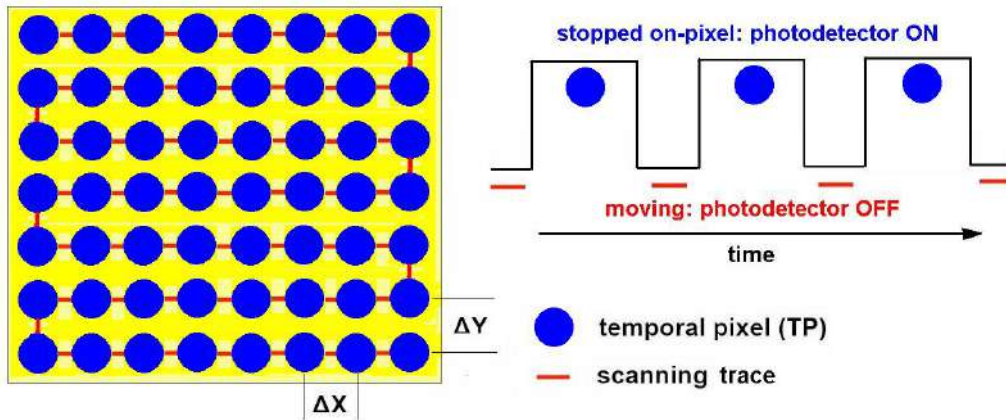 stopped on-pixel: photodetector ON
moving: photodetector OFF
time
ΔY
ΔX
temporal pixel (TP)
scanning trace